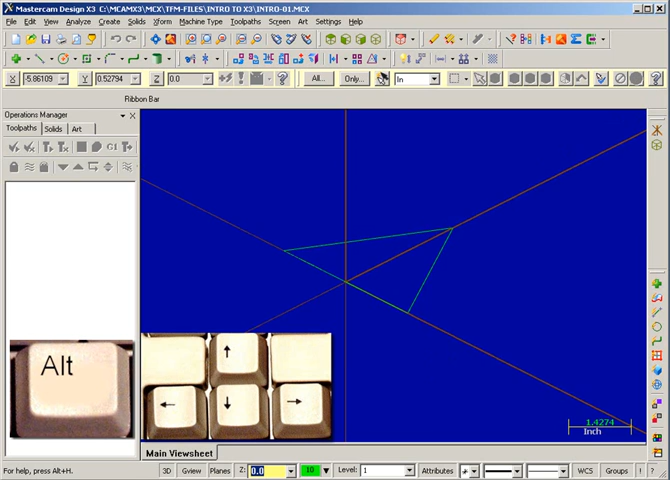 Mastercam Design X3 C:\MCAMX3\MCX\TFM-FILES\INTRO TO X3\INTRO-01.MCX
File Edit View Analyze Create Solids Xform Machine Type Toolpaths Screen Art Settings Help
X -5.86109 Y 0.52794 Z 0.0 All... Only... In
Ribbon Bar
Operations Manager
Toolpaths Solids Art
G1
Alt
1.4274
Inch
Main Viewsheet
For help, press Alt+H. 3D Gview Planes Z: 0.0 10 Level: 1 Attributes WCS Groups